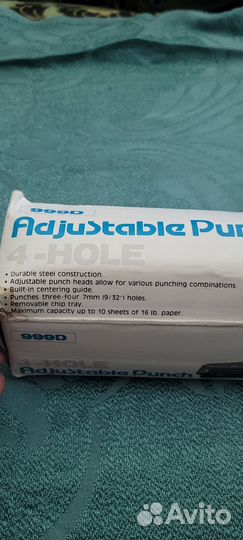 999D
Adjustable Pun
4-HOLE
• Durable steel construction.
• Adjustable punch heads allow for various punching combinations.
• Built-in centering guide.
• Punches three-four 7mm (9/32") holes.
• Removable chip tray.
Maximum capacity up to 10 sheets of 16 lb. paper.
999D
4-HOLE
Adjustable Punch
Avito